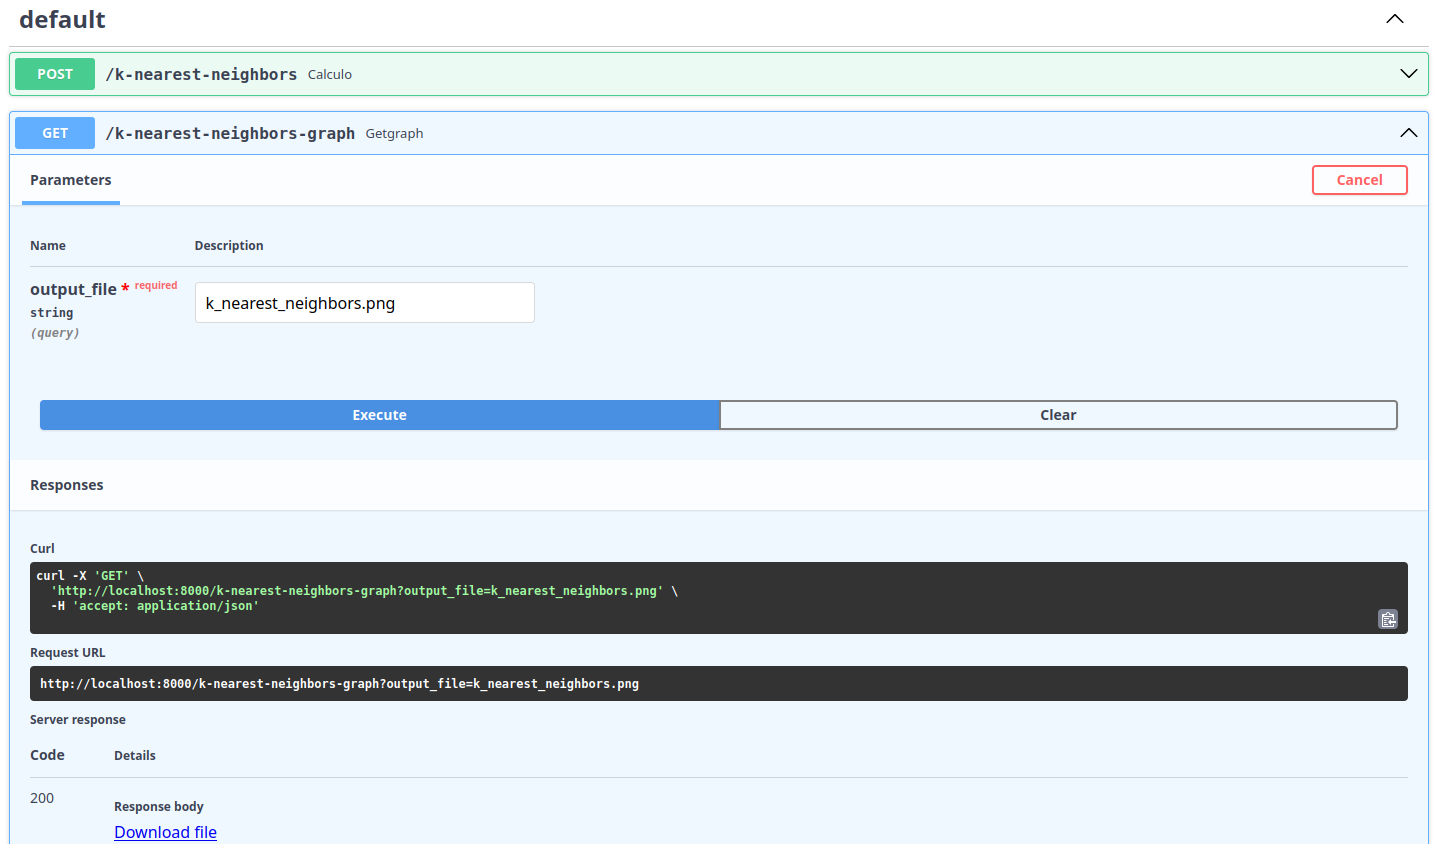 default
POST /k-nearest-neighbors Calculo
GET /k-nearest-neighbors-graph Getgraph
Parameters Cancel
Name Description
output_file * required
string
(query)
k_nearest_neighbors.png
Execute Clear
Responses
Curl
curl -X 'GET' \
'http://localhost:8000/k-nearest-neighbors-graph?output_file=k_nearest_neighbors.png' \
-H 'accept: application/json'
Request URL
http://localhost:8000/k-nearest-neighbors-graph?output_file=k_nearest_neighbors.png
Server response
Code Details
200
Response body
Download file